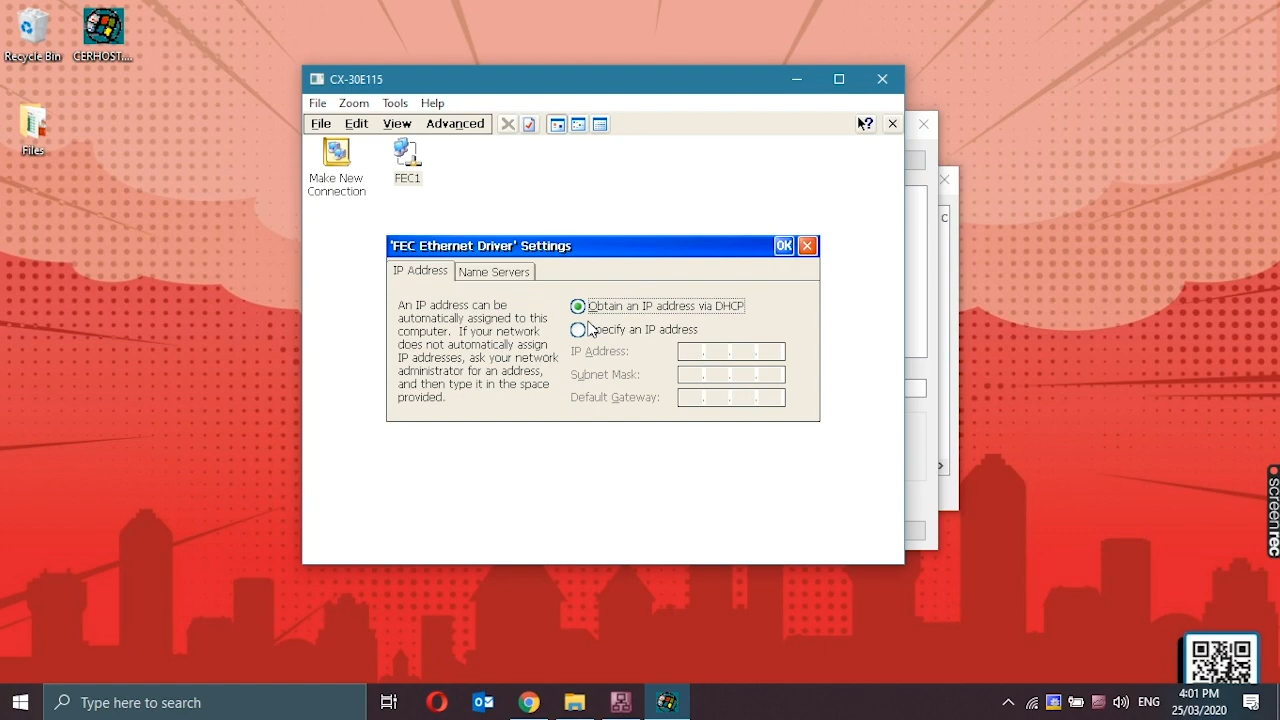 Recycle Bin
CERHOST....
Files
CX-30E115
File Zoom Tools Help
File Edit View Advanced
Make New
Connection
FEC1
'FEC Ethernet Driver' Settings
OK
IP Address
Name Servers
An IP address can be
automatically assigned to this
computer. If your network
does not automatically assign
IP addresses, ask your network
administrator for an address,
and then type it in the space
provided.
Obtain an IP address via DHCP
pecify an IP address
IP Address:
Subnet Mask:
Default Gateway:
C
screenrec
Type here to search
ENG
4:01 PM
25/03/2020